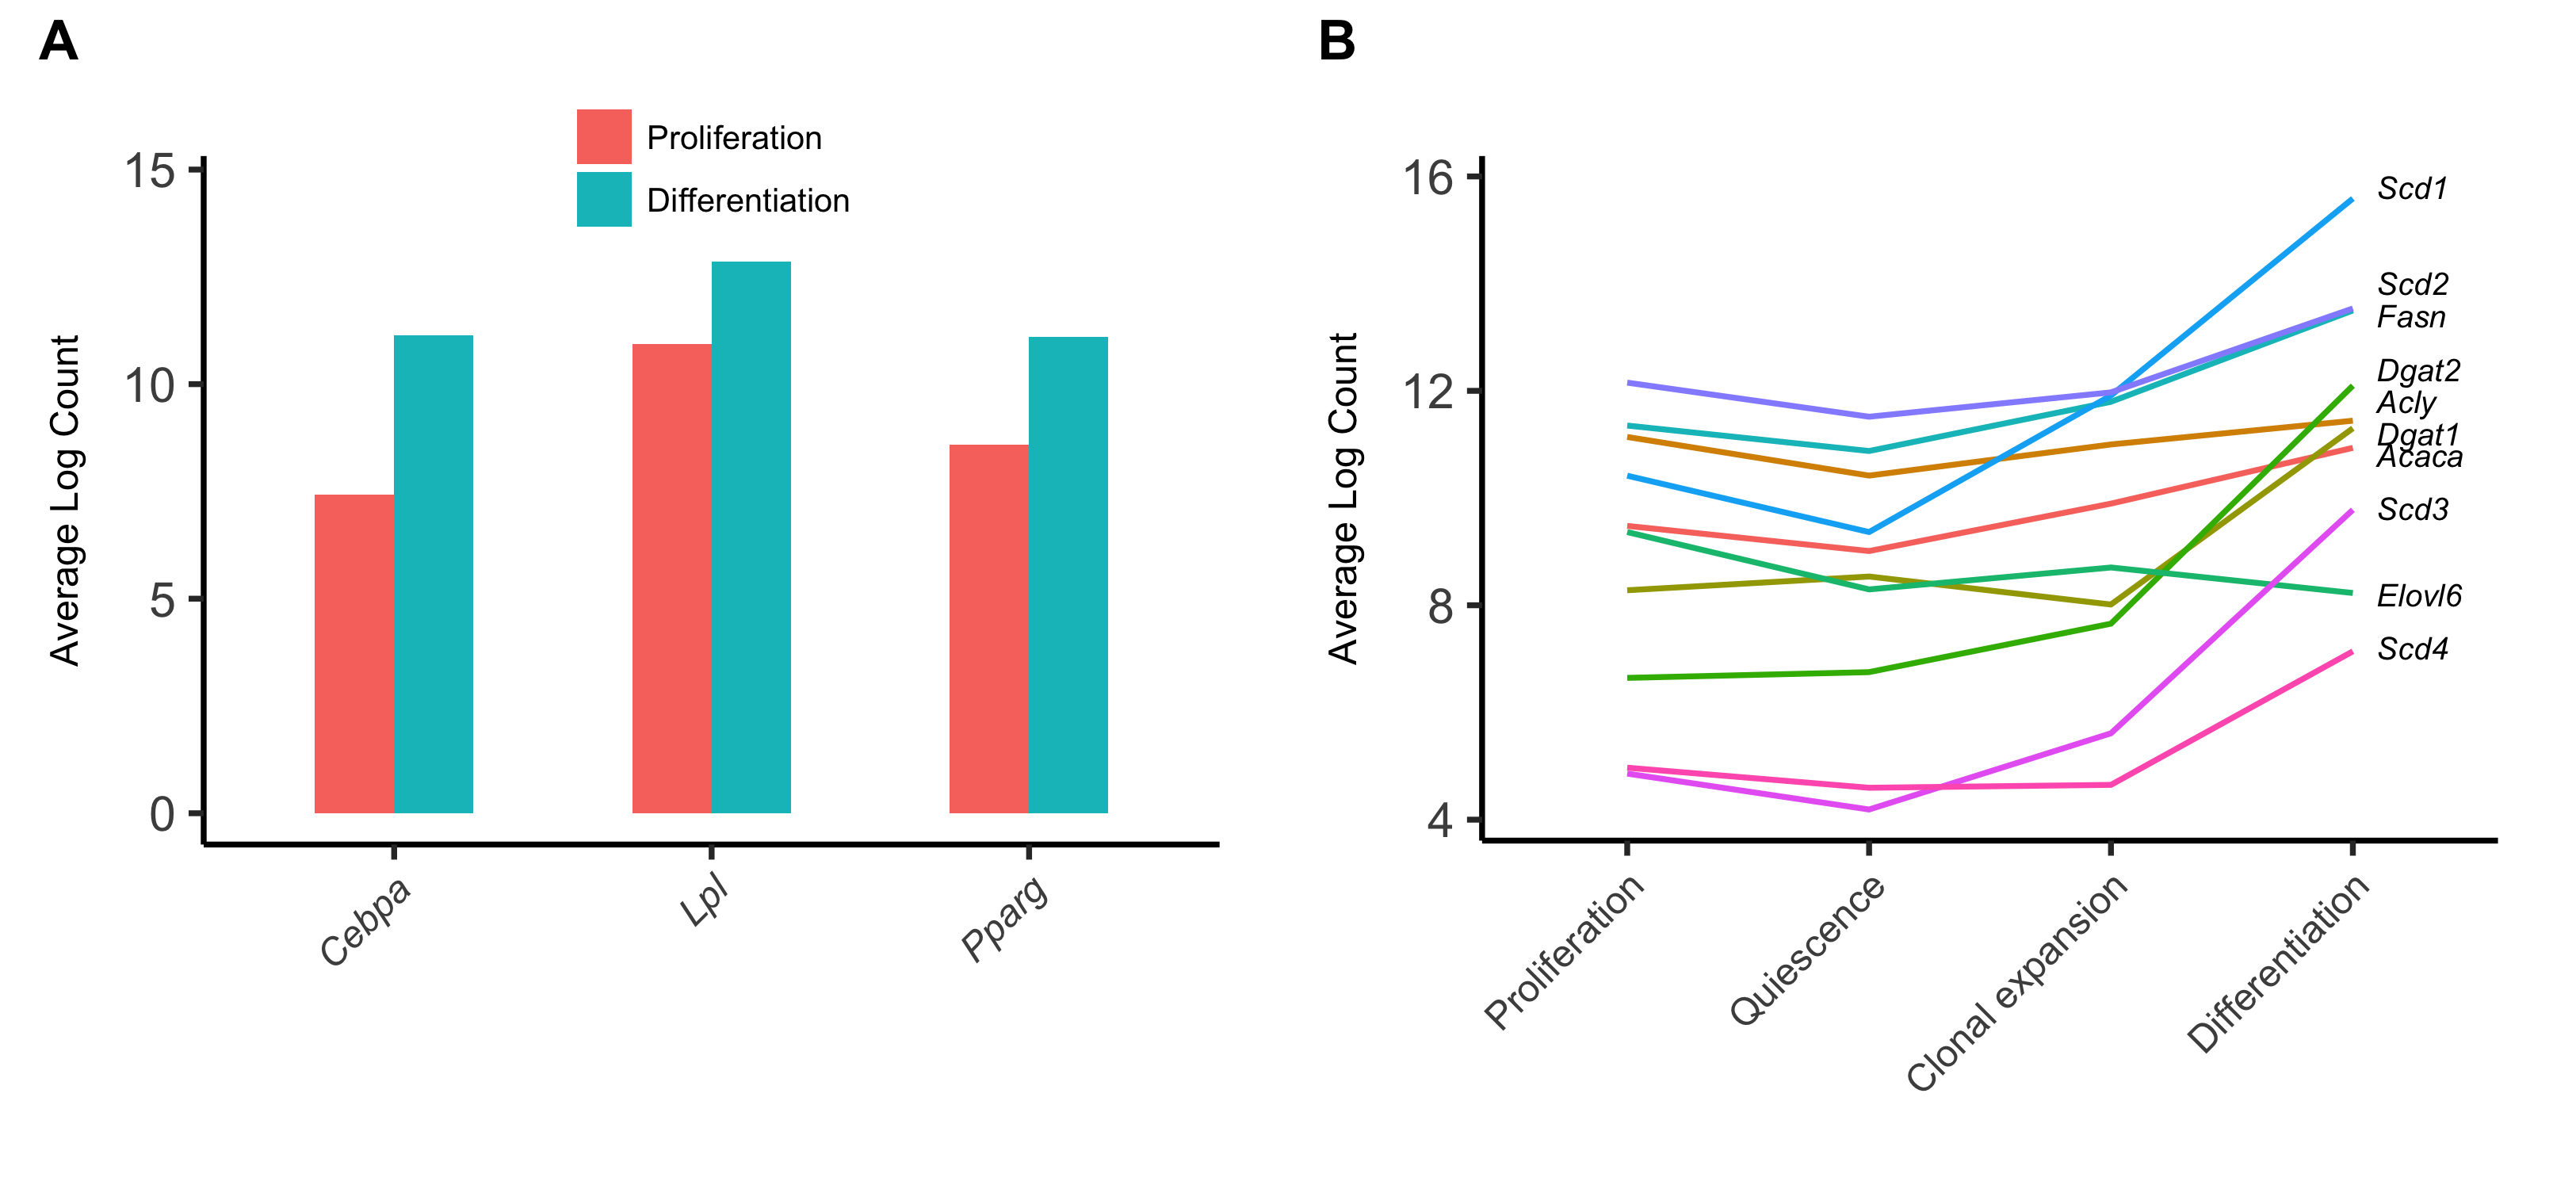 A
Proliferation
Differentiation
Average Log Count
15
10
5
0
Cebpa
Lpl
Pparg
B
Average Log Count
16
12
8
4
Scd1
Scd2
Fasn
Dgat2
Acly
Dgat1
Acaca
Scd3
Elovl6
Scd4
Proliferation
Quiescence
Clonal expansion
Differentiation